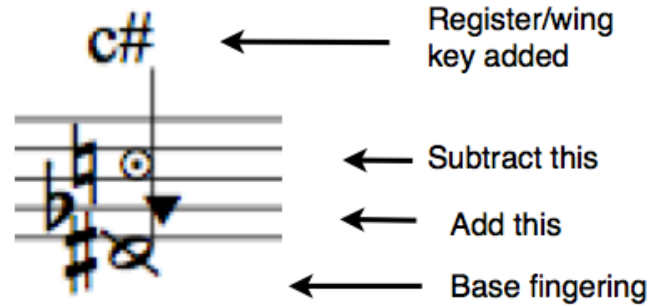 c#
Register/wing
key added
Subtract this
Add this
Base fingering